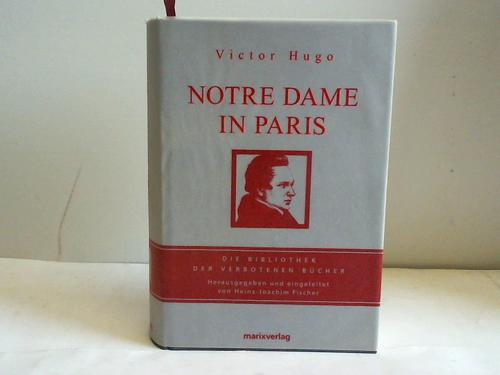 Victor Hugo
NOTRE DAME
IN PARIS
DIE BIBLIOTHEK
DER VERBOTENEN BÜCHER
Herausgegeben und eingeleitet
von Heinz-Joachim Fischer
marixverlag